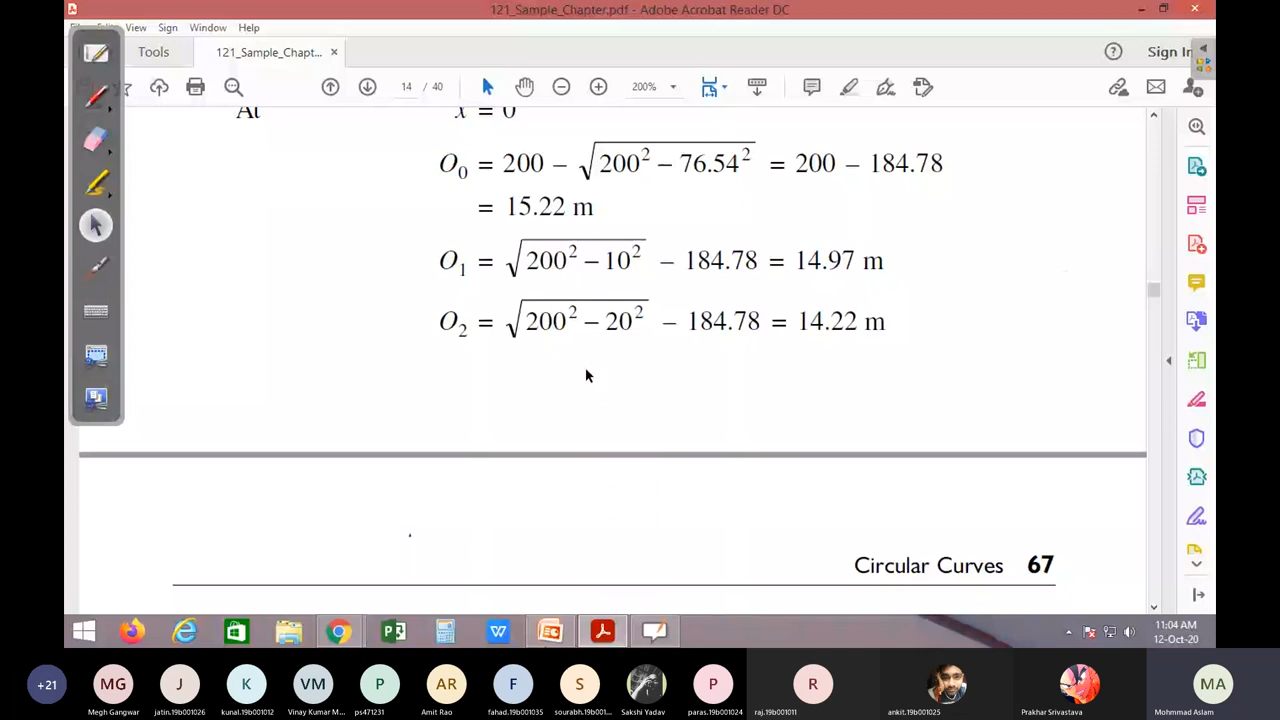 121_Sample_Chapter.pdf - Adobe Acrobat Reader DC
View Sign Window Help
Tools 121_Sample_Chapt... × Sign In
14 / 40 200%
At x = 0
O₀ = 200 – √(200² – 76.54²) = 200 – 184.78
= 15.22 m
O₁ = √(200² – 10²) – 184.78 = 14.97 m
O₂ = √(200² – 20²) – 184.78 = 14.22 m
Circular Curves 67
11:04 AM
12-Oct-20
+21 MG J K VM P AR F S P R MA
Megh Gangwar jatin.19b001026 kunal.19b001012 Vinay Kumar M... ps471231 Amit Rao fahad.19b001035 sourabh.19b001... Sakshi Yadav paras.19b001024 raj.19b001011 ankit.19b001025 Prakhar Srivastava Mohmmad Aslam